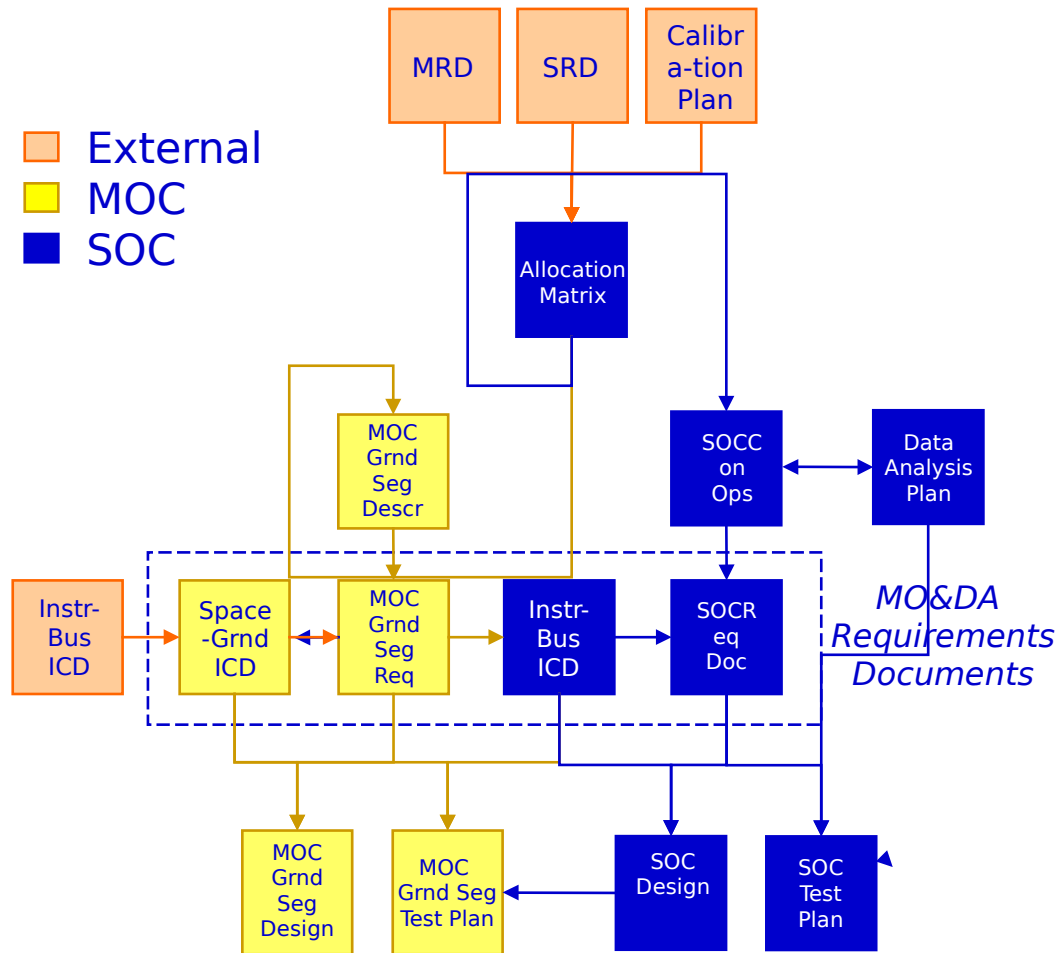 MRD
SRD
Calibr
a-tion
Plan
External
MOC
SOC
Allocation
Matrix
MOC
Grnd
Seg
Descr
SOCC
on
Ops
Data
Analysis
Plan
Instr-
Bus
ICD
Space
-Grnd
ICD
MOC
Grnd
Seg
Req
Instr-
Bus
ICD
SOCR
eq
Doc
MO&DA
Requirements
Documents
MOC
Grnd
Seg
Design
MOC
Grnd Seg
Test Plan
SOC
Design
SOC
Test
Plan